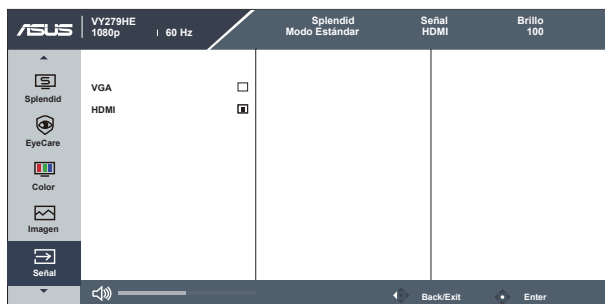 ASUS
VY279HE
1080p | 60 Hz
Splendid
Modo Estándar
Señal
HDMI
Brillo
100
Splendid
EyeCare
Color
Imagen
Señal
VGA
HDMI
Back/Exit
Enter